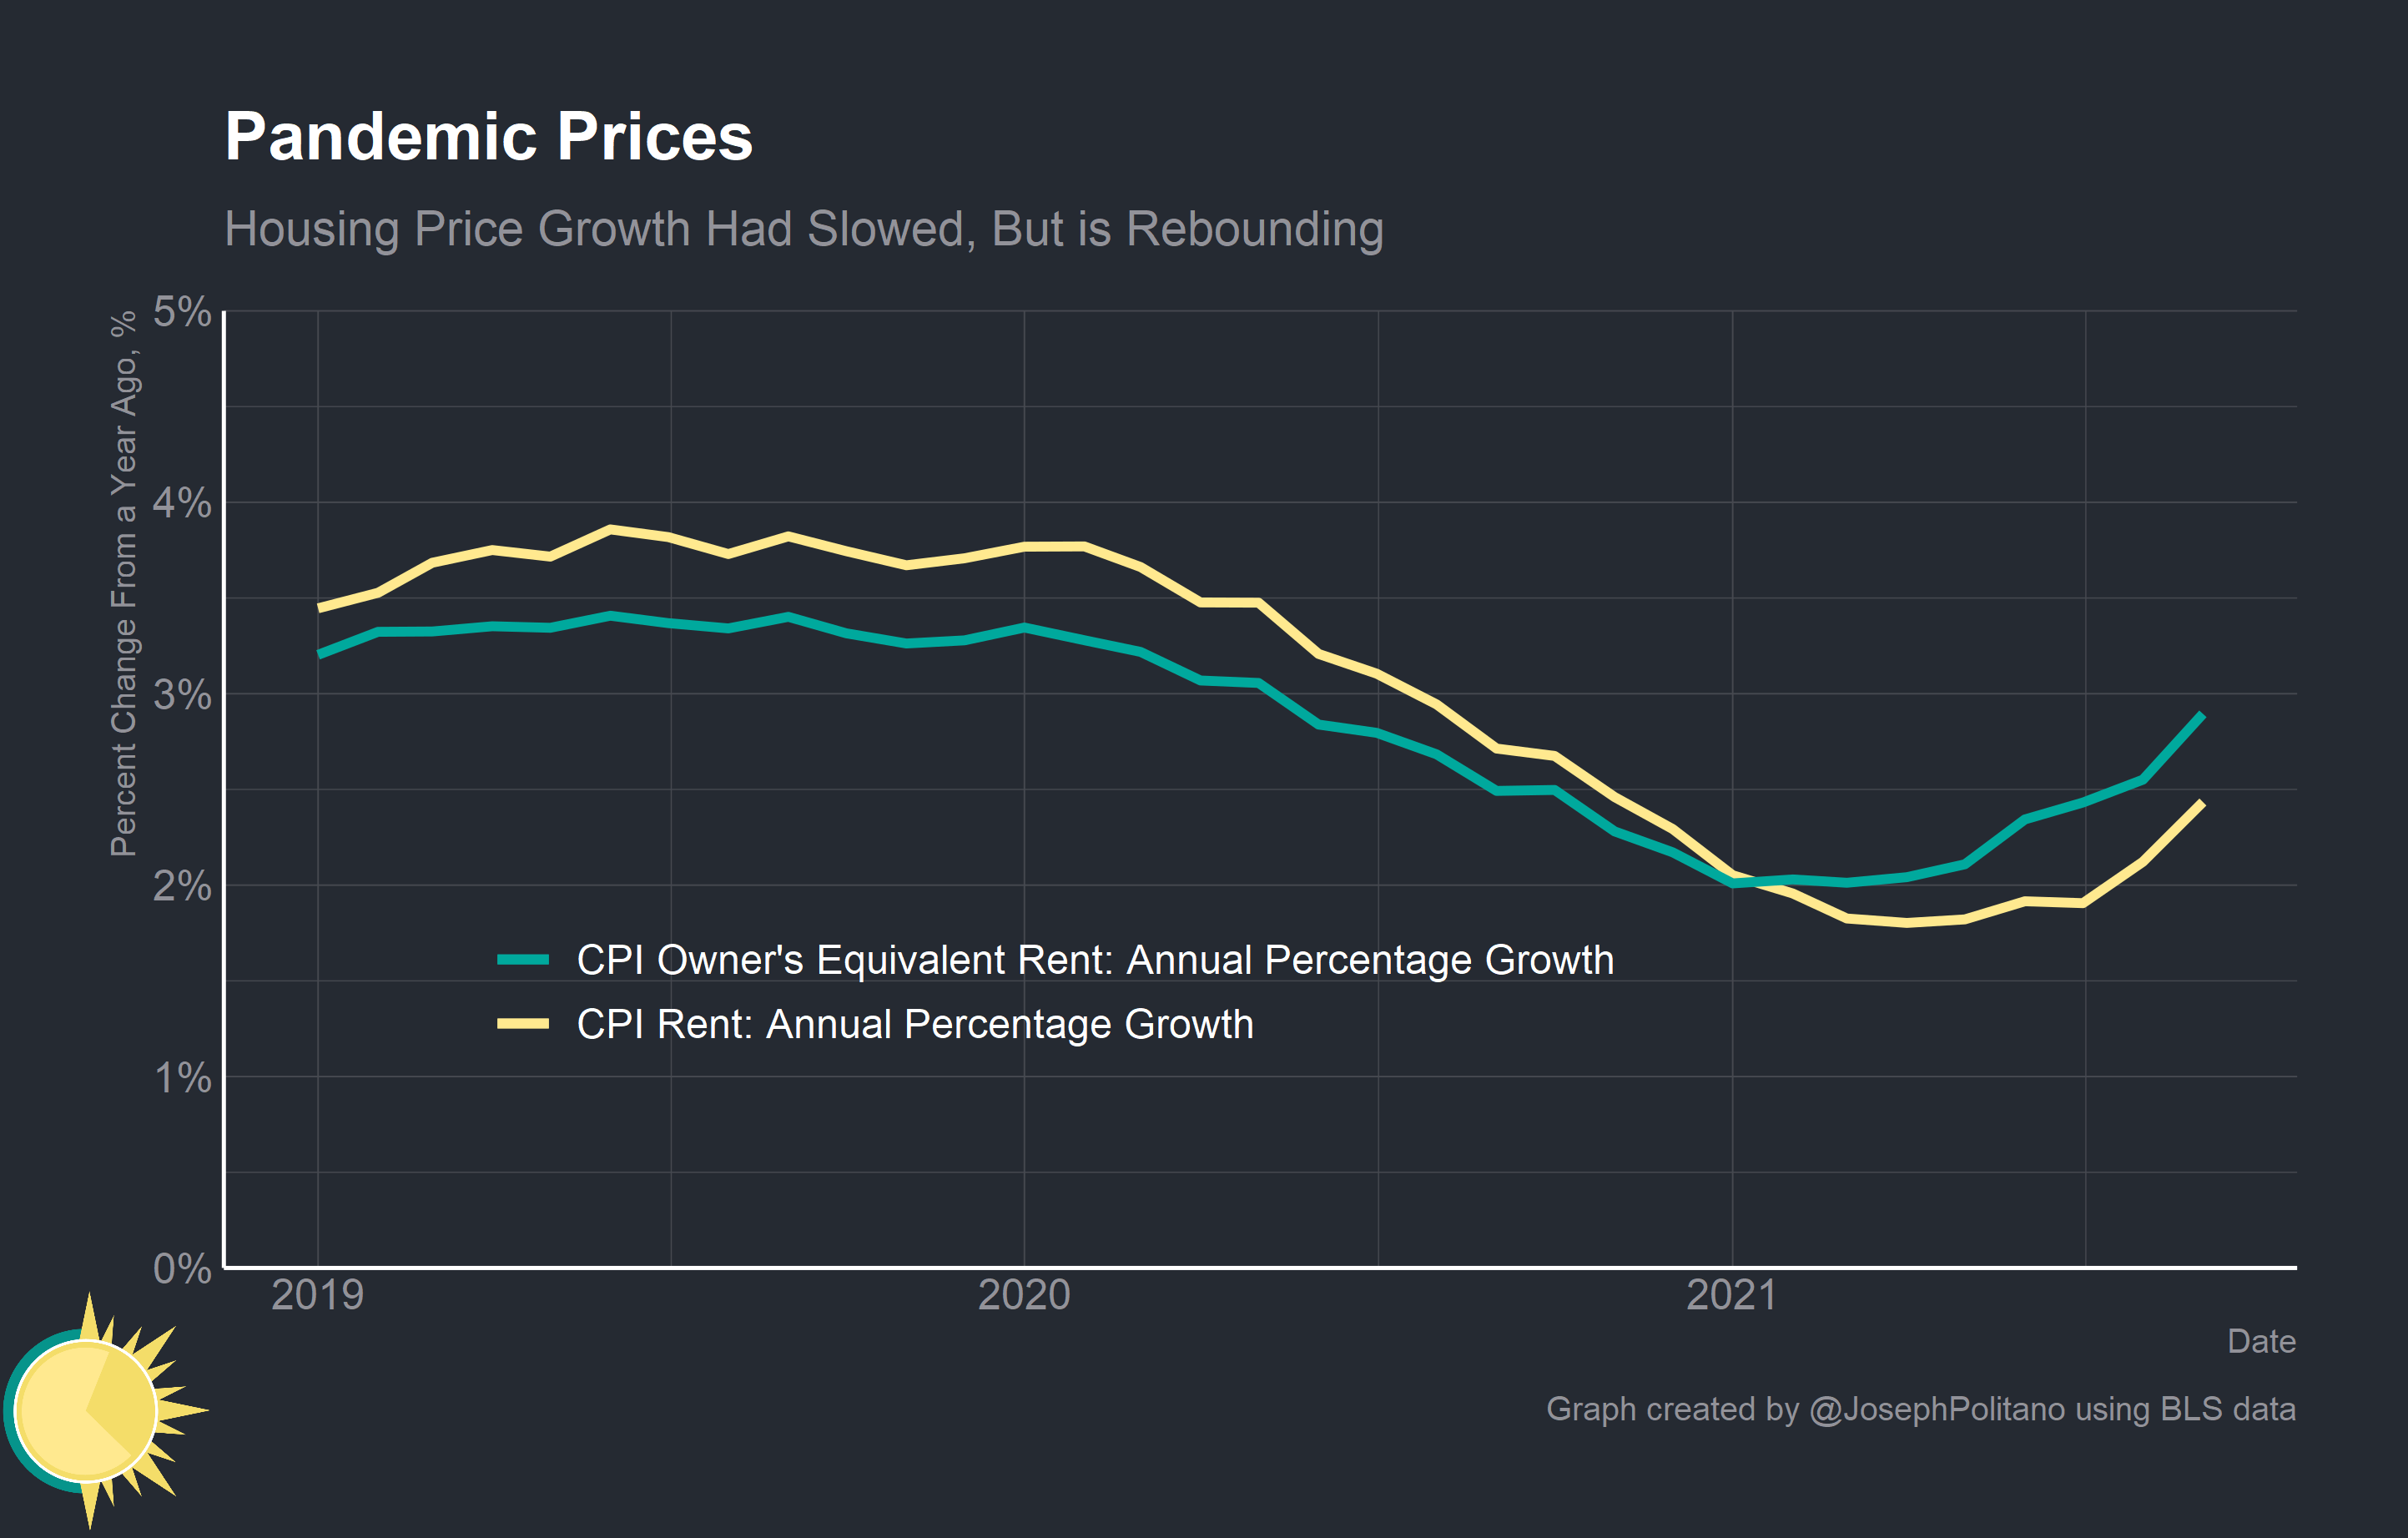 Pandemic Prices
Housing Price Growth Had Slowed, But is Rebounding
Percent Change From a Year Ago, %
5%
4%
3%
2%
1%
0%
CPI Owner's Equivalent Rent: Annual Percentage Growth
CPI Rent: Annual Percentage Growth
2019
2020
2021
Date
Graph created by @JosephPolitano using BLS data